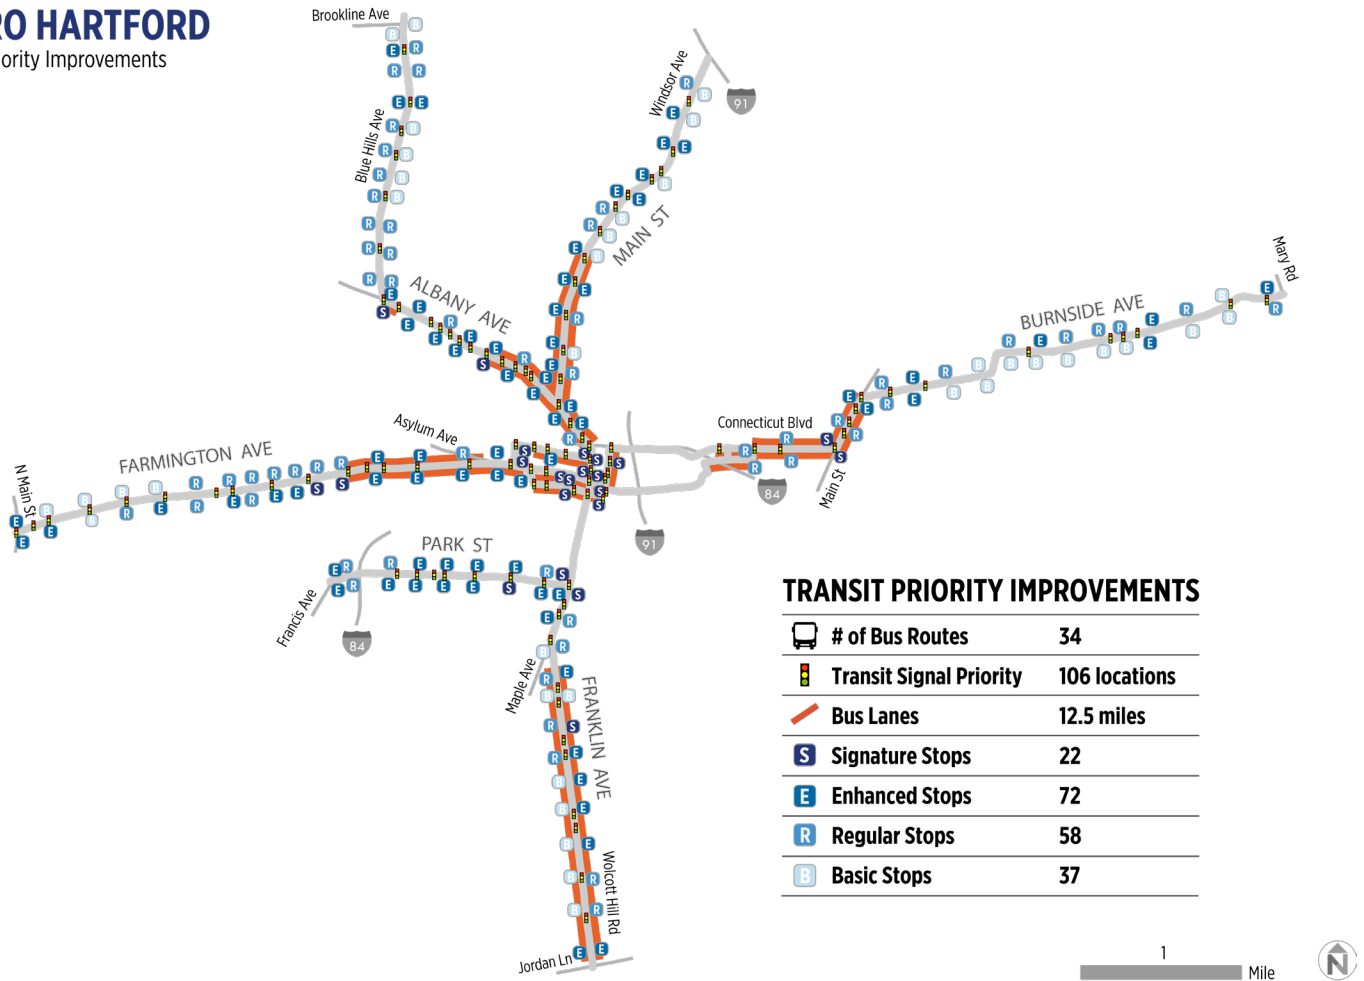 RO HARTFORD
ority Improvements
Brookline Ave
Windsor Ave
91
Blue Hills Ave
MAIN ST
ALBANY AVE
Mary Rd
BURNSIDE AVE
Asylum Ave
Connecticut Blvd
FARMINGTON AVE
N Main St
Main St
84
91
PARK ST
Francis Ave
84
Maple Ave
FRANKLIN AVE
Wolcott Hill Rd
Jordan Ln
TRANSIT PRIORITY IMPROVEMENTS
# of Bus Routes 34
Transit Signal Priority 106 locations
Bus Lanes 12.5 miles
S Signature Stops 22
E Enhanced Stops 72
R Regular Stops 58
B Basic Stops 37
1
Mile
N